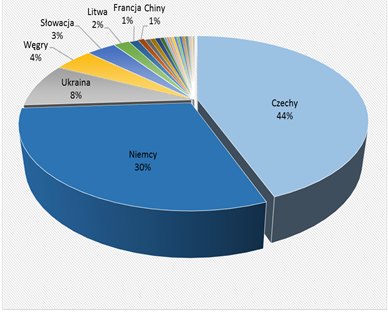 Francja Chiny
1% 1%
Litwa
2%
Słowacja
3%
Węgry
4%
Ukraina
8%
Czechy
44%
Niemcy
30%